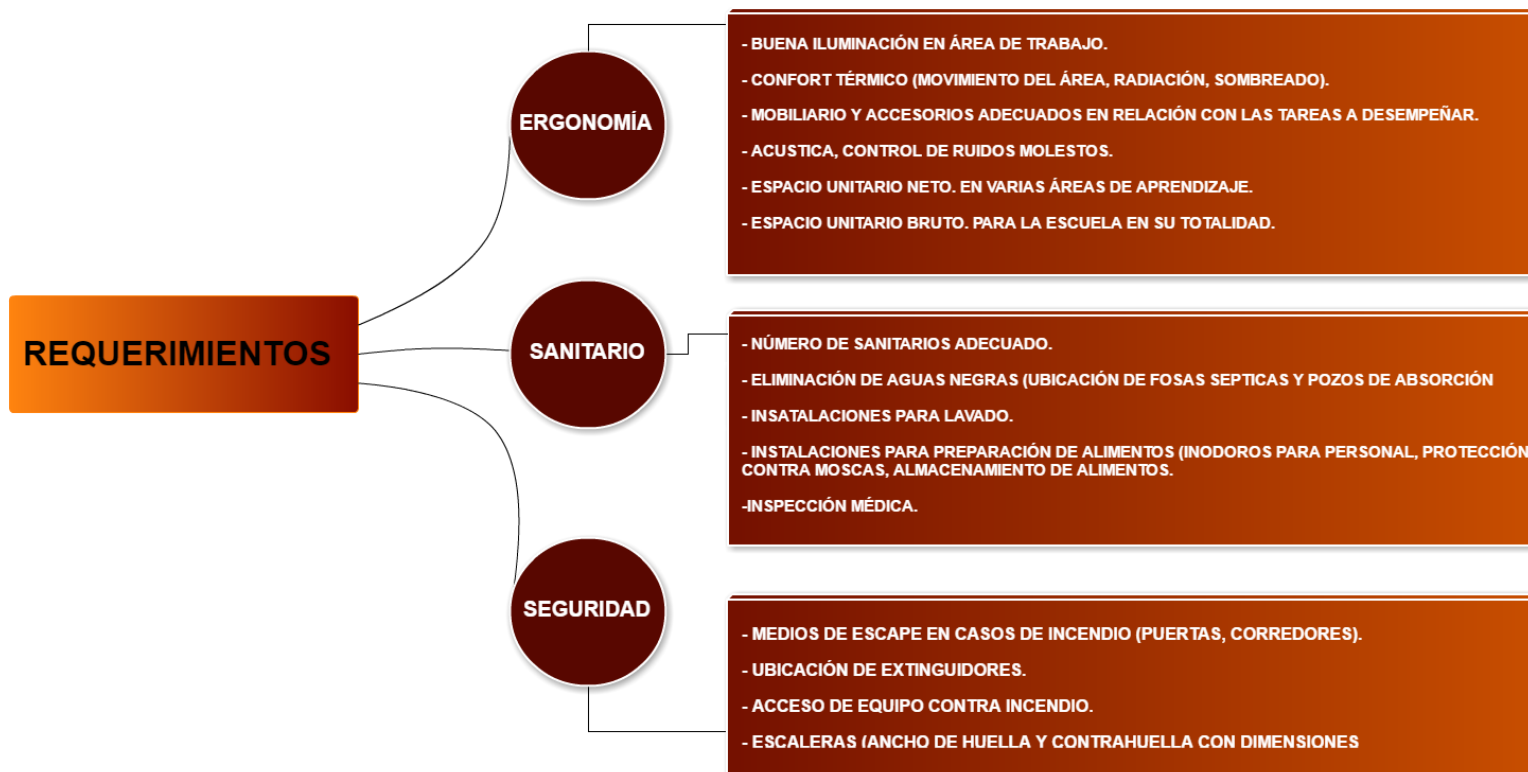 REQUERIMIENTOS
ERGONOMÍA
- BUENA ILUMINACIÓN EN ÁREA DE TRABAJO.
- CONFORT TÉRMICO (MOVIMIENTO DEL ÁREA, RADIACIÓN, SOMBREADO).
- MOBILIARIO Y ACCESORIOS ADECUADOS EN RELACIÓN CON LAS TAREAS A DESEMPEÑAR.
- ACUSTICA, CONTROL DE RUIDOS MOLESTOS.
- ESPACIO UNITARIO NETO. EN VARIAS ÁREAS DE APRENDIZAJE.
- ESPACIO UNITARIO BRUTO. PARA LA ESCUELA EN SU TOTALIDAD.
SANITARIO
- NÚMERO DE SANITARIOS ADECUADO.
- ELIMINACIÓN DE AGUAS NEGRAS (UBICACIÓN DE FOSAS SEPTICAS Y POZOS DE ABSORCIÓN
- INSATALACIONES PARA LAVADO.
- INSTALACIONES PARA PREPARACIÓN DE ALIMENTOS (INODOROS PARA PERSONAL, PROTECCIÓN
CONTRA MOSCAS, ALMACENAMIENTO DE ALIMENTOS.
-INSPECCIÓN MÉDICA.
SEGURIDAD
- MEDIOS DE ESCAPE EN CASOS DE INCENDIO (PUERTAS, CORREDORES).
- UBICACIÓN DE EXTINGUIDORES.
- ACCESO DE EQUIPO CONTRA INCENDIO.
- ESCALERAS (ANCHO DE HUELLA Y CONTRAHUELLA CON DIMENSIONES